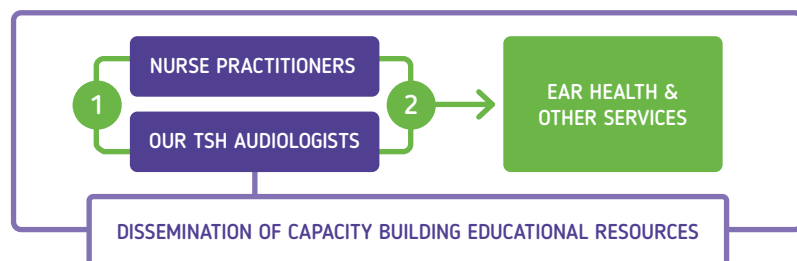 1
NURSE PRACTITIONERS
OUR TSH AUDIOLOGISTS
2
EAR HEALTH &
OTHER SERVICES
DISSEMINATION OF CAPACITY BUILDING EDUCATIONAL RESOURCES